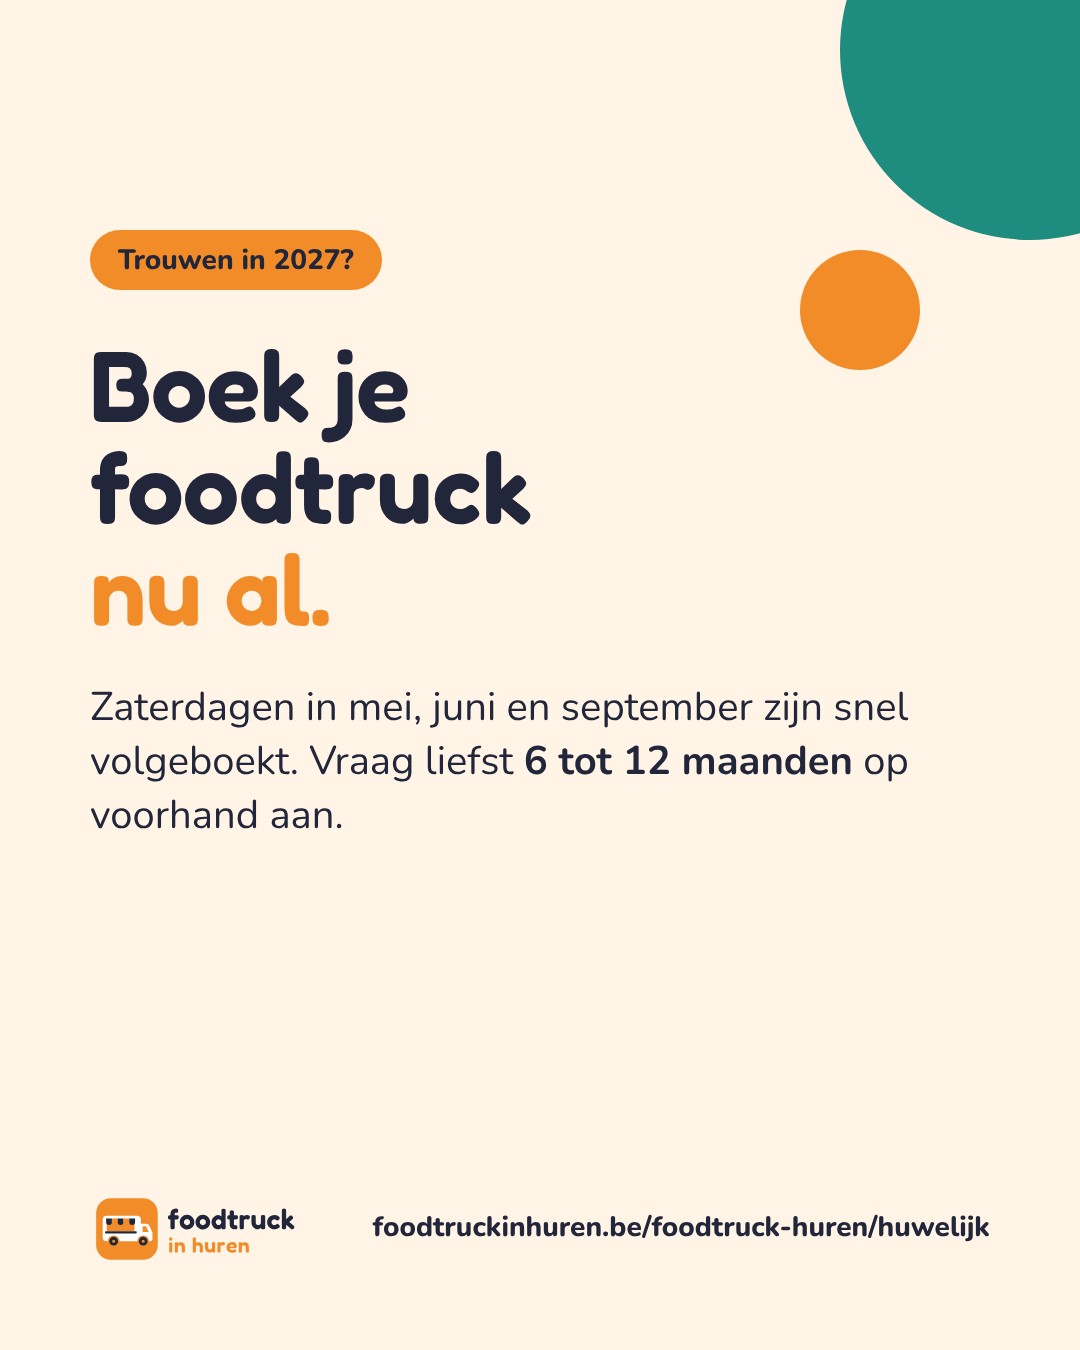 Trouwen in 2027?
Boek je
foodtruck
nu al.
Zaterdagen in mei, juni en september zijn snel
volgeboekt. Vraag liefst 6 tot 12 maanden op
voorhand aan.
foodtruck
in huren
foodtruckinhuren.be/foodtruck-huren/huwelijk